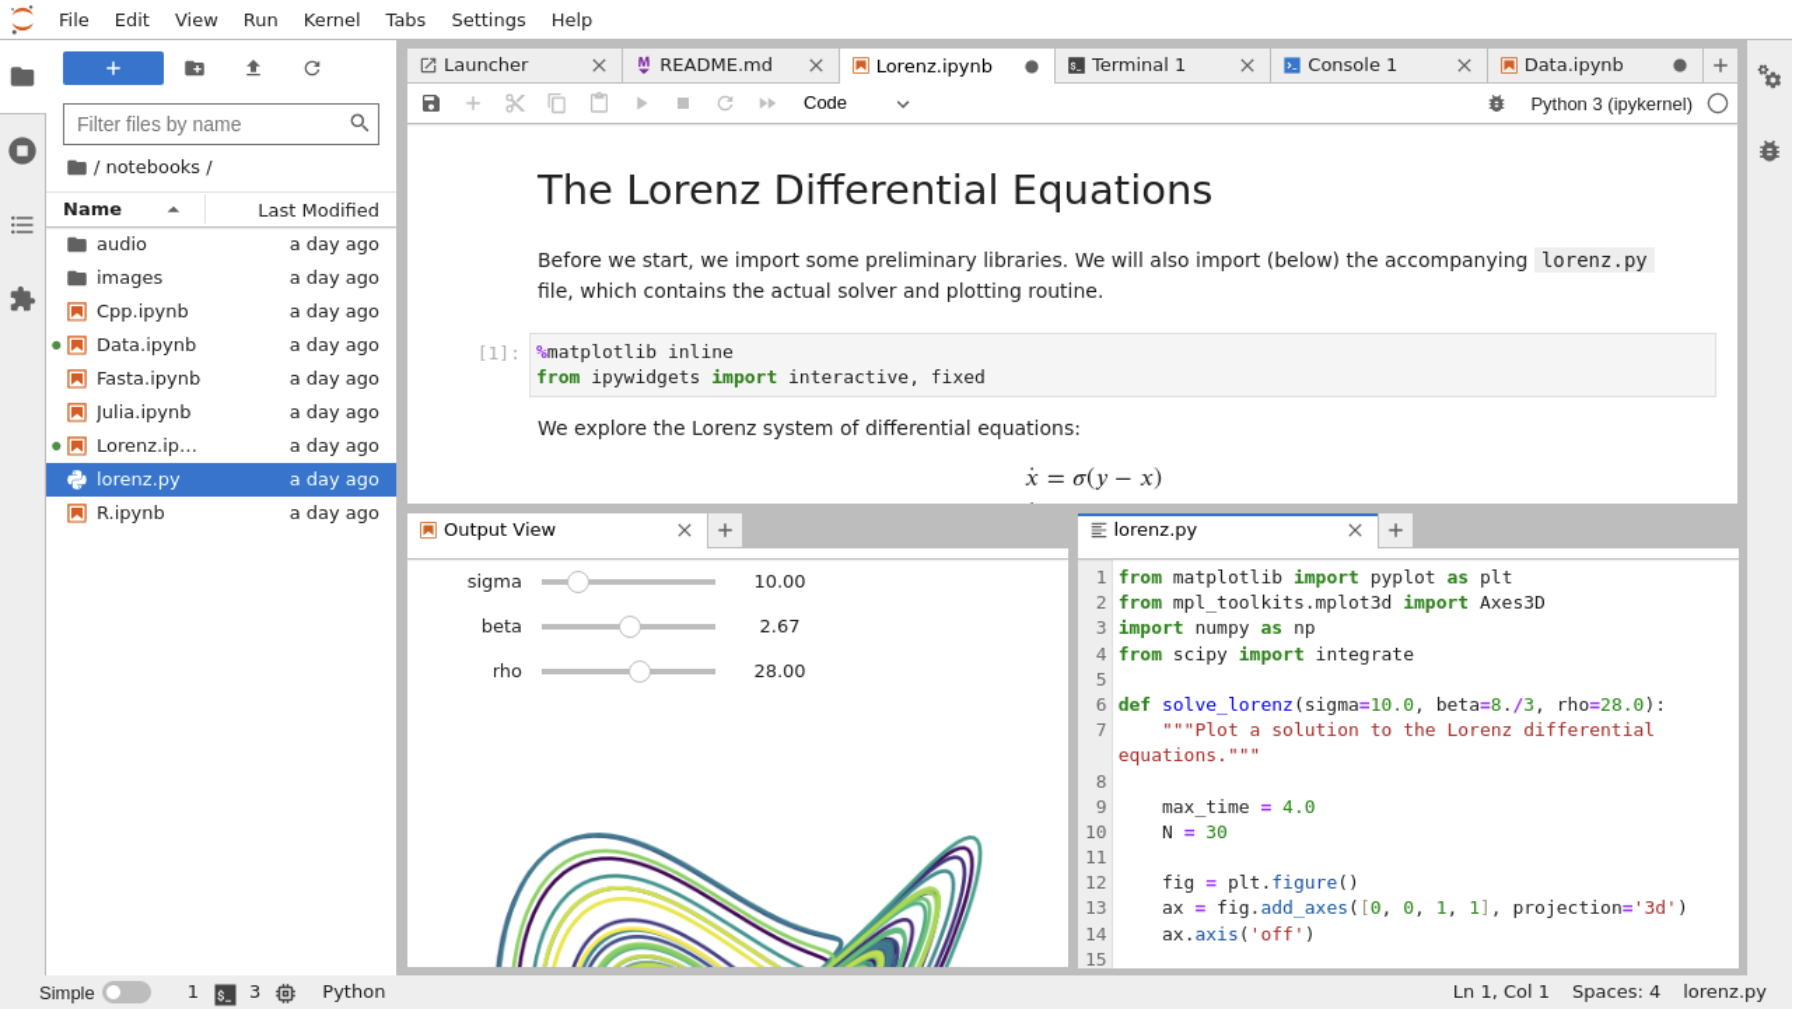 File Edit View Run Kernel Tabs Settings Help
Filter files by name
/ notebooks /
Name Last Modified
audio a day ago
images a day ago
Cpp.ipynb a day ago
Data.ipynb a day ago
Fasta.ipynb a day ago
Julia.ipynb a day ago
Lorenz.ip... a day ago
lorenz.py a day ago
R.ipynb a day ago
Launcher README.md Lorenz.ipynb Terminal 1 Console 1 Data.ipynb
Code Python 3 (ipykernel)
The Lorenz Differential Equations
Before we start, we import some preliminary libraries. We will also import (below) the accompanying lorenz.py
file, which contains the actual solver and plotting routine.
[1]: %matplotlib inline
from ipywidgets import interactive, fixed
We explore the Lorenz system of differential equations:
ẋ = σ(y − x)
Output View
sigma 10.00
beta 2.67
rho 28.00
lorenz.py
1 from matplotlib import pyplot as plt
2 from mpl_toolkits.mplot3d import Axes3D
3 import numpy as np
4 from scipy import integrate
5
6 def solve_lorenz(sigma=10.0, beta=8./3, rho=28.0):
7     """Plot a solution to the Lorenz differential
equations."""
8
9     max_time = 4.0
10     N = 30
11
12     fig = plt.figure()
13     ax = fig.add_axes([0, 0, 1, 1], projection='3d')
14     ax.axis('off')
15
Simple 1 $_ 3 Python Ln 1, Col 1 Spaces: 4 lorenz.py